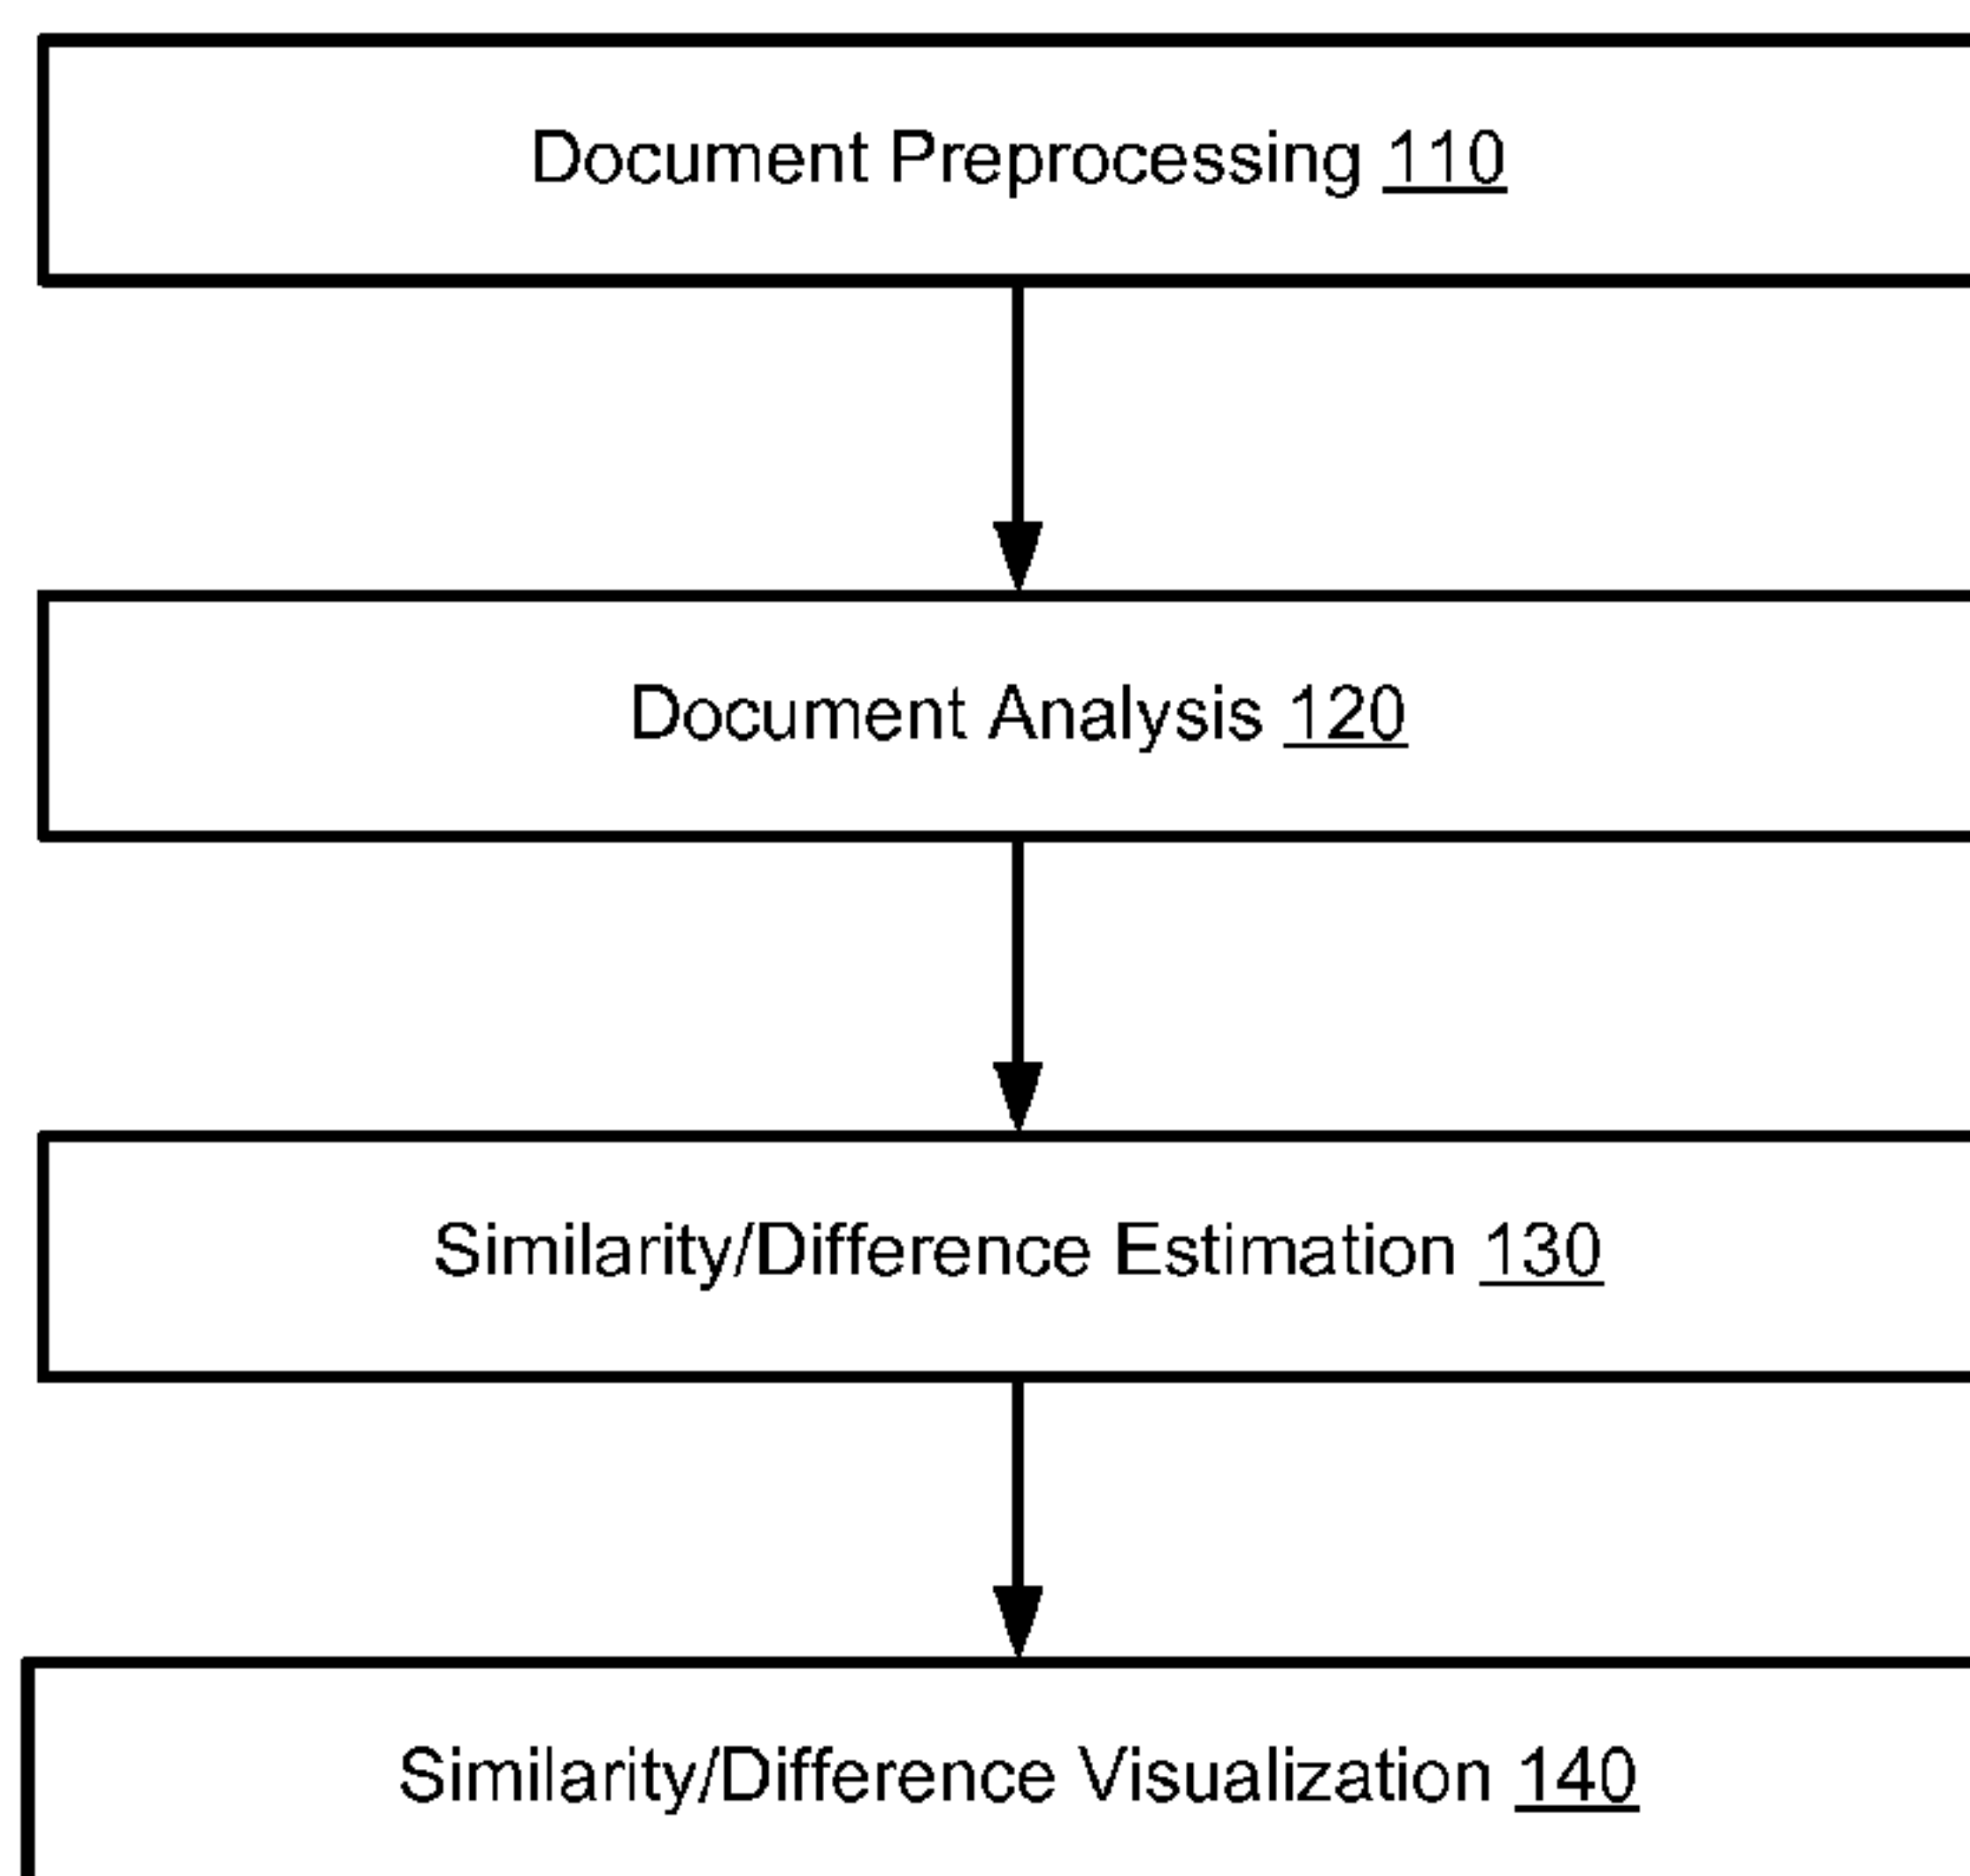 Document Preprocessing 110
Document Analysis 120
Similarity/Difference Estimation 130
Similarity/Difference Visualization 140